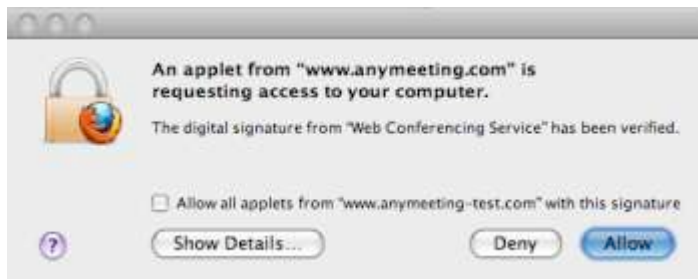 An applet from "www.anymeeting.com" is
requesting access to your computer.
The digital signature from "Web Conferencing Service" has been verified.
Allow all applets from "www.anymeeting-test.com" with this signature
?
Show Details...
Deny
Allow